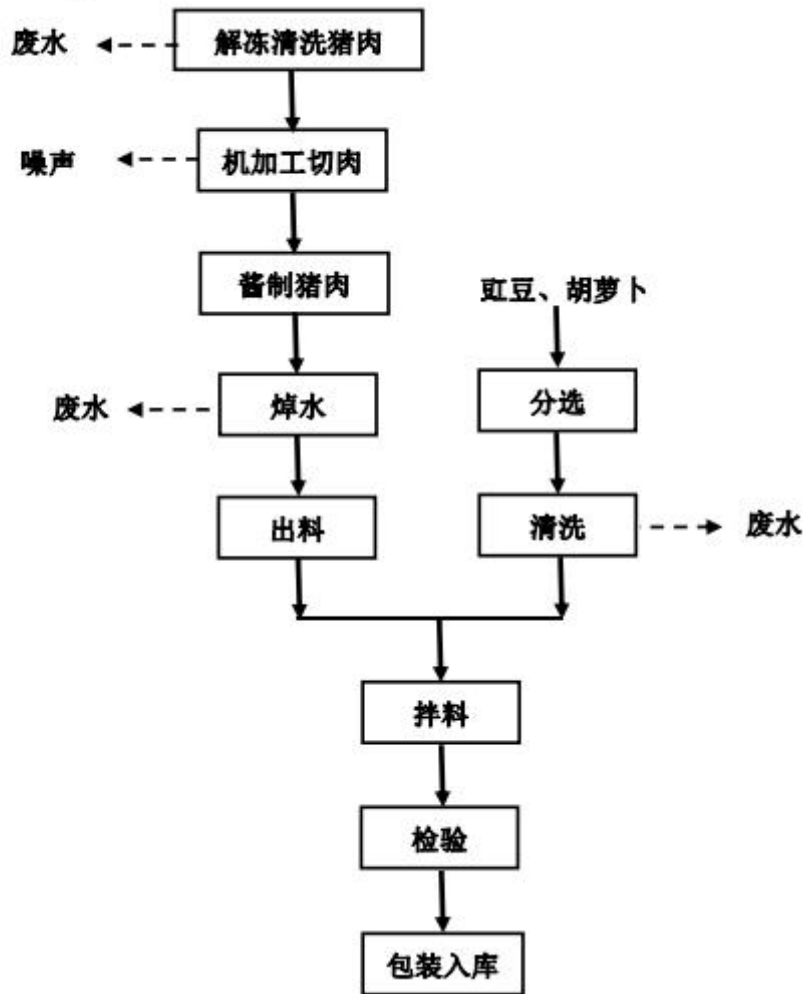 废水
解冻清洗猪肉
噪声
机加工切肉
酱制猪肉
豇豆、胡萝卜
废水
焯水
分选
出料
清洗
废水
拌料
检验
包装入库